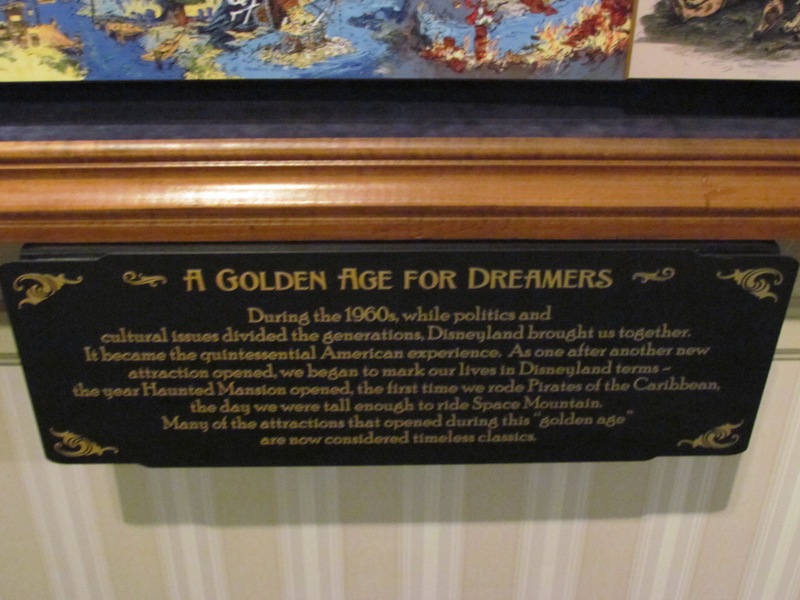 A GOLDEN AGE FOR DREAMERS
During the 1960s, while politics and
cultural issues divided the generations, Disneyland brought us together.
It became the quintessential American experience. As one after another new
attraction opened, we began to mark our lives in Disneyland terms ~
the year Haunted Mansion opened, the first time we rode Pirates of the Caribbean,
the day we were tall enough to ride Space Mountain.
Many of the attractions that opened during this "golden age"
are now considered timeless classics.